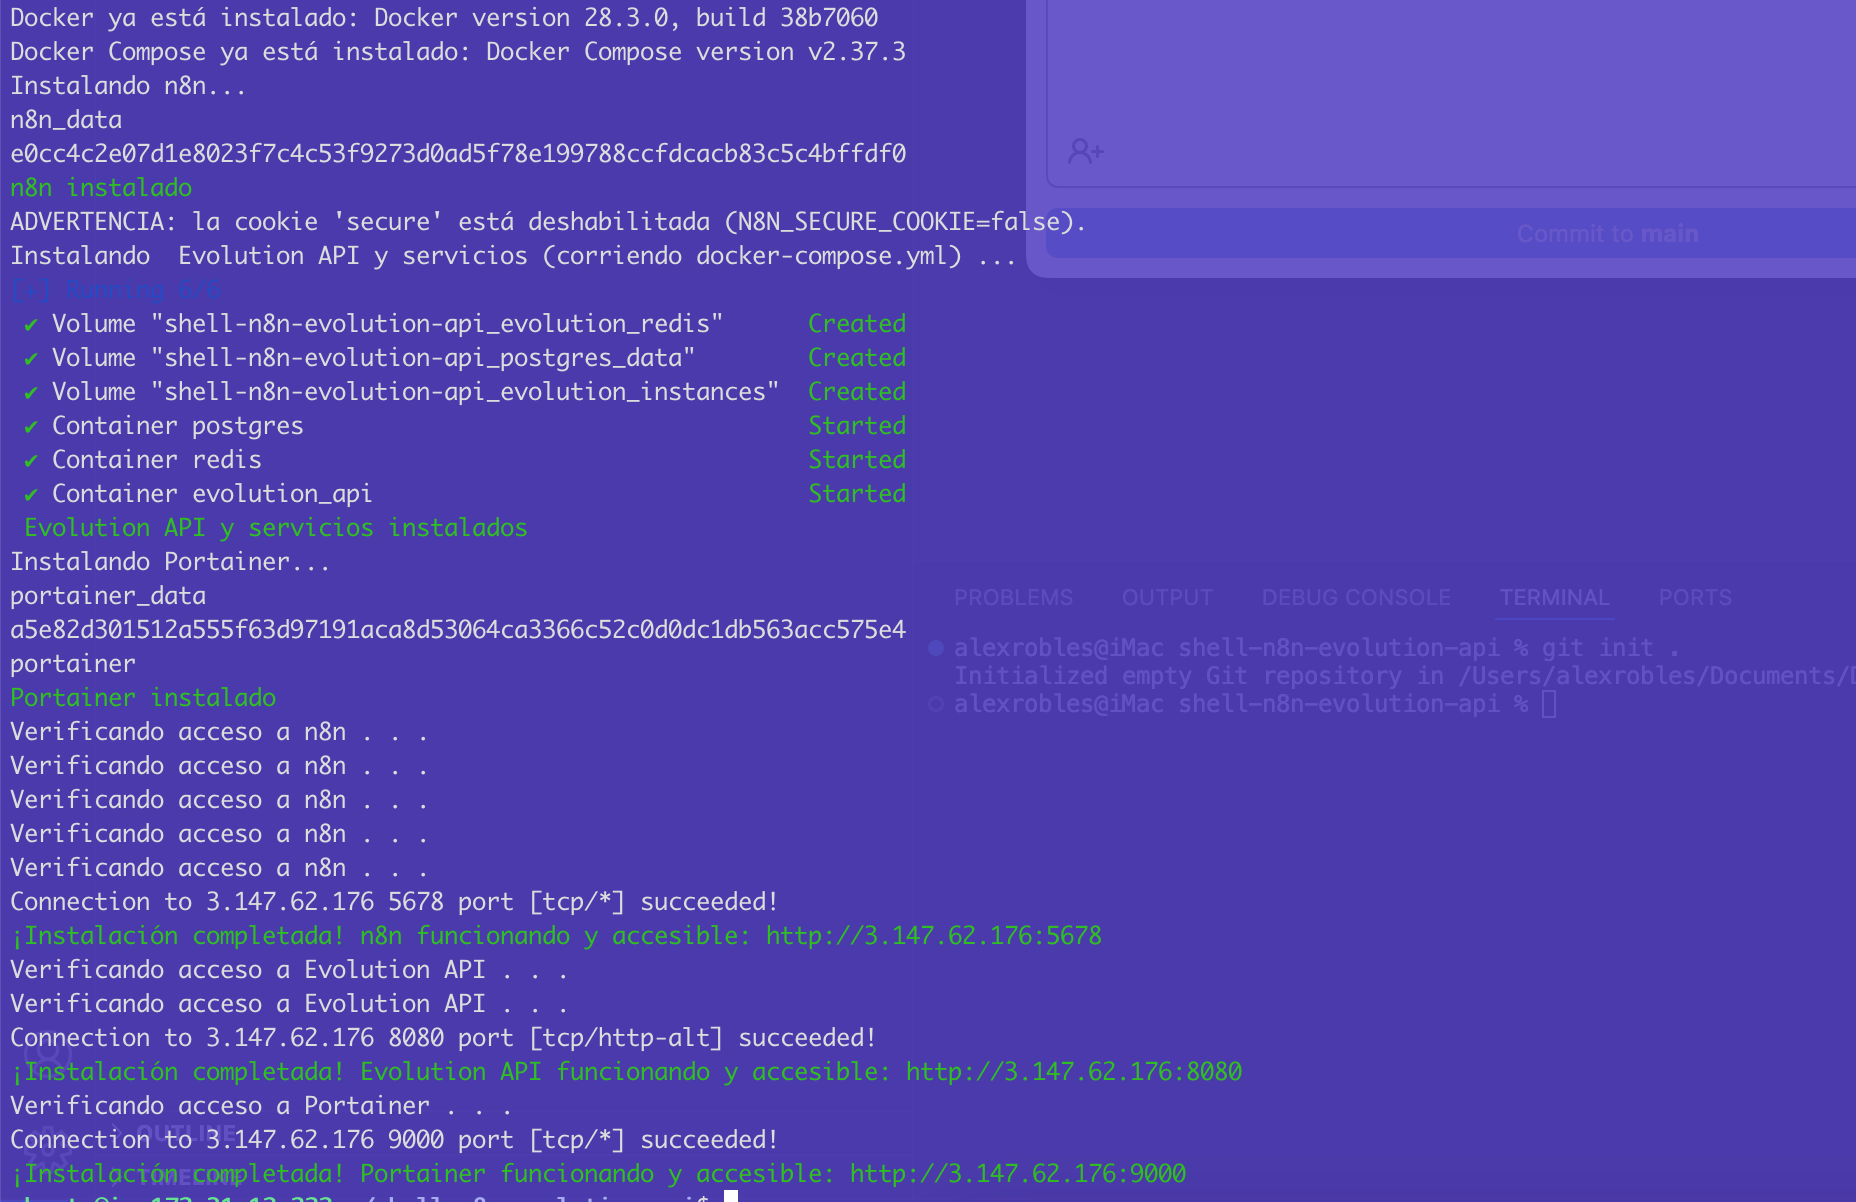 Docker ya está instalado: Docker version 28.3.0, build 38b7060
Docker Compose ya está instalado: Docker Compose version v2.37.3
Instalando n8n...
n8n_data
e0cc4c2e07d1e8023f7c4c53f9273d0ad5f78e199788ccfdcacb83c5c4bffdf0
n8n instalado
ADVERTENCIA: la cookie 'secure' está deshabilitada (N8N_SECURE_COOKIE=false).
Commit to main
Instalando  Evolution API y servicios (corriendo docker-compose.yml) ...
[+] Running 6/6
✔ Volume "shell-n8n-evolution-api_evolution_redis" Created
✔ Volume "shell-n8n-evolution-api_postgres_data" Created
✔ Volume "shell-n8n-evolution-api_evolution_instances" Created
✔ Container postgres Started
✔ Container redis Started
✔ Container evolution_api Started
Evolution API y servicios instalados
Instalando Portainer...
portainer_data
a5e82d301512a555f63d97191aca8d53064ca3366c52c0d0dc1db563acc575e4
portainer
Portainer instalado
Verificando acceso a n8n . . .
Verificando acceso a n8n . . .
Verificando acceso a n8n . . .
Verificando acceso a n8n . . .
Verificando acceso a n8n . . .
Connection to 3.147.62.176 5678 port [tcp/*] succeeded!
¡Instalación completada! n8n funcionando y accesible: http://3.147.62.176:5678
Verificando acceso a Evolution API . . .
Verificando acceso a Evolution API . . .
Connection to 3.147.62.176 8080 port [tcp/http-alt] succeeded!
¡Instalación completada! Evolution API funcionando y accesible: http://3.147.62.176:8080
Verificando acceso a Portainer . . .
Connection to 3.147.62.176 9000 port [tcp/*] succeeded!
¡Instalación completada! Portainer funcionando y accesible: http://3.147.62.176:9000
PROBLEMS OUTPUT DEBUG CONSOLE TERMINAL PORTS
alexrobles@iMac shell-n8n-evolution-api % git init .
Initialized empty Git repository in /Users/alexrobles/Documents/
alexrobles@iMac shell-n8n-evolution-api %
OUTLINE
TIMELINE